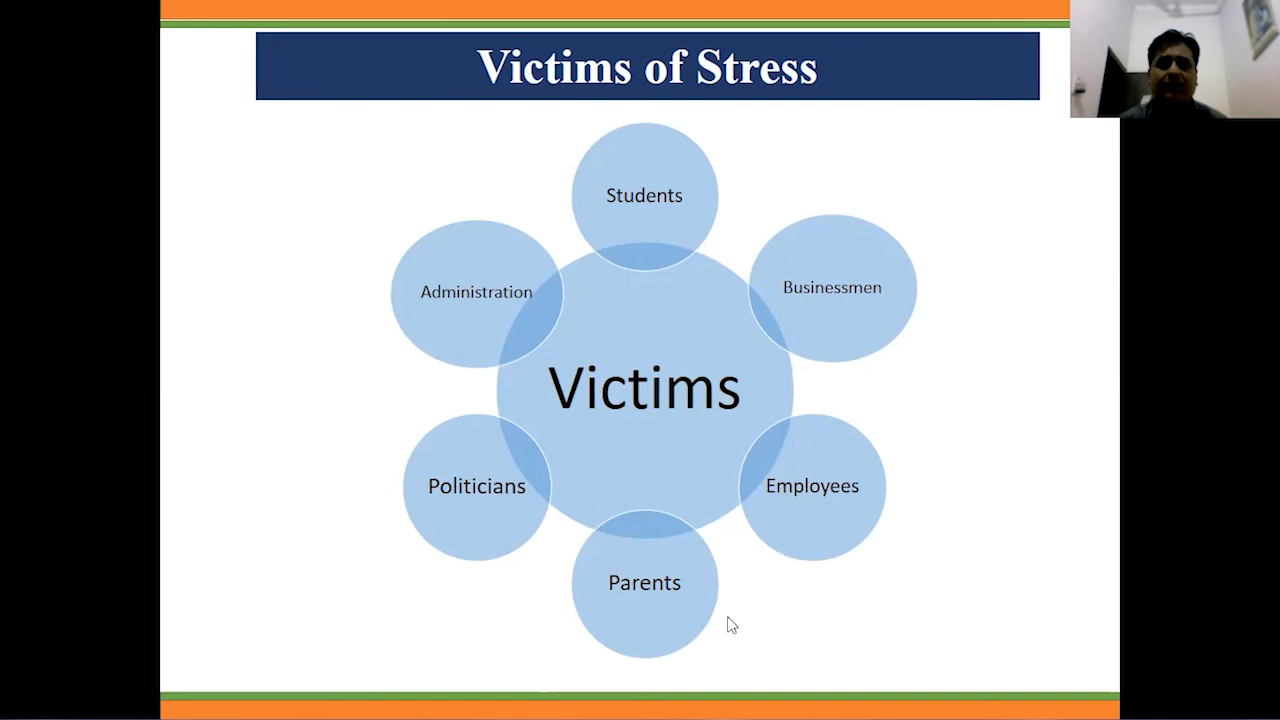 Victims of Stress
Students
Administration
Businessmen
Victims
Politicians
Employees
Parents